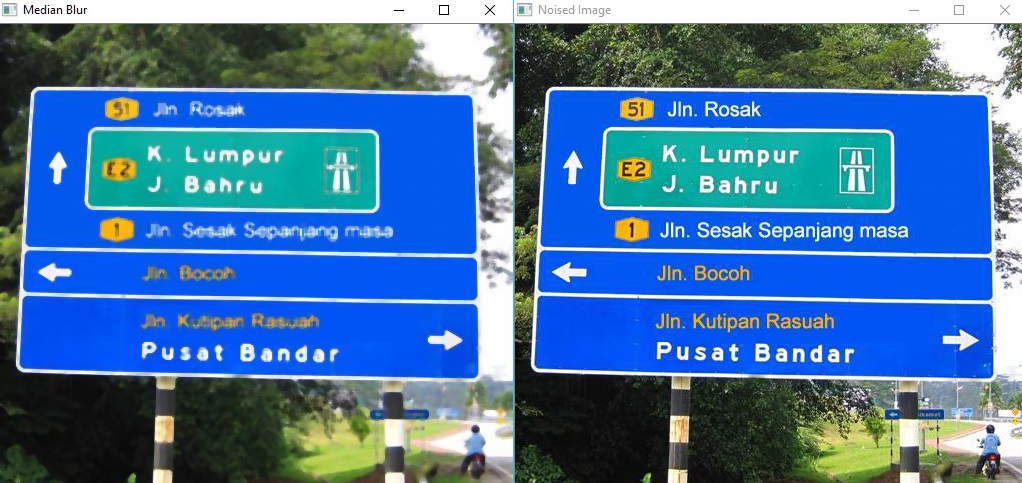 Median Blur
51 Jln. Rosak
E2 K. Lumpur
J. Bahru
1 Jln. Sesak Sepanjang masa
Jln. Bocoh
Jln. Kutipan Rasuah
Pusat Bandar
Noised Image
51 Jln. Rosak
E2 K. Lumpur
J. Bahru
1 Jln. Sesak Sepanjang masa
Jln. Bocoh
Jln. Kutipan Rasuah
Pusat Bandar